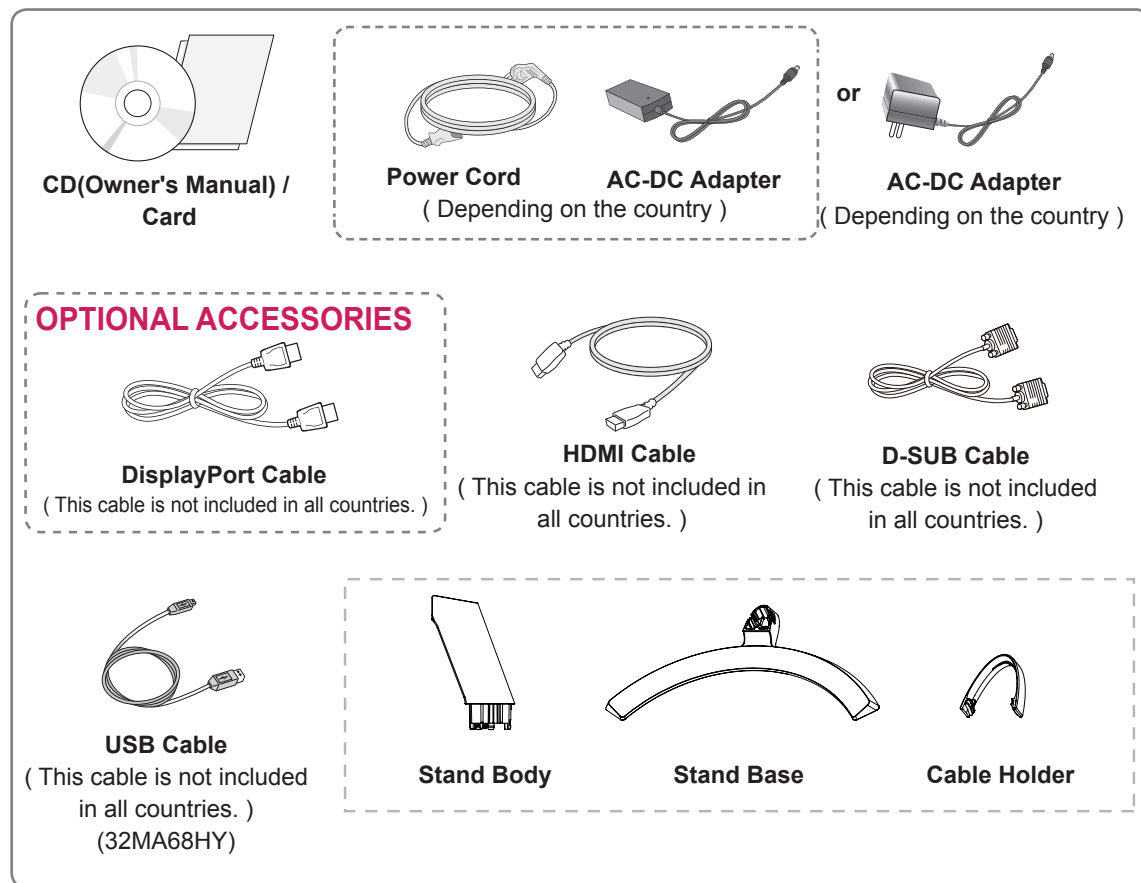 CD(Owner's Manual) /
Card
Power Cord
AC-DC Adapter
( Depending on the country )
or
AC-DC Adapter
( Depending on the country )
OPTIONAL ACCESSORIES
DisplayPort Cable
( This cable is not included in all countries. )
HDMI Cable
( This cable is not included in
all countries. )
D-SUB Cable
( This cable is not included
in all countries. )
USB Cable
( This cable is not included
in all countries. )
(32MA68HY)
Stand Body
Stand Base
Cable Holder